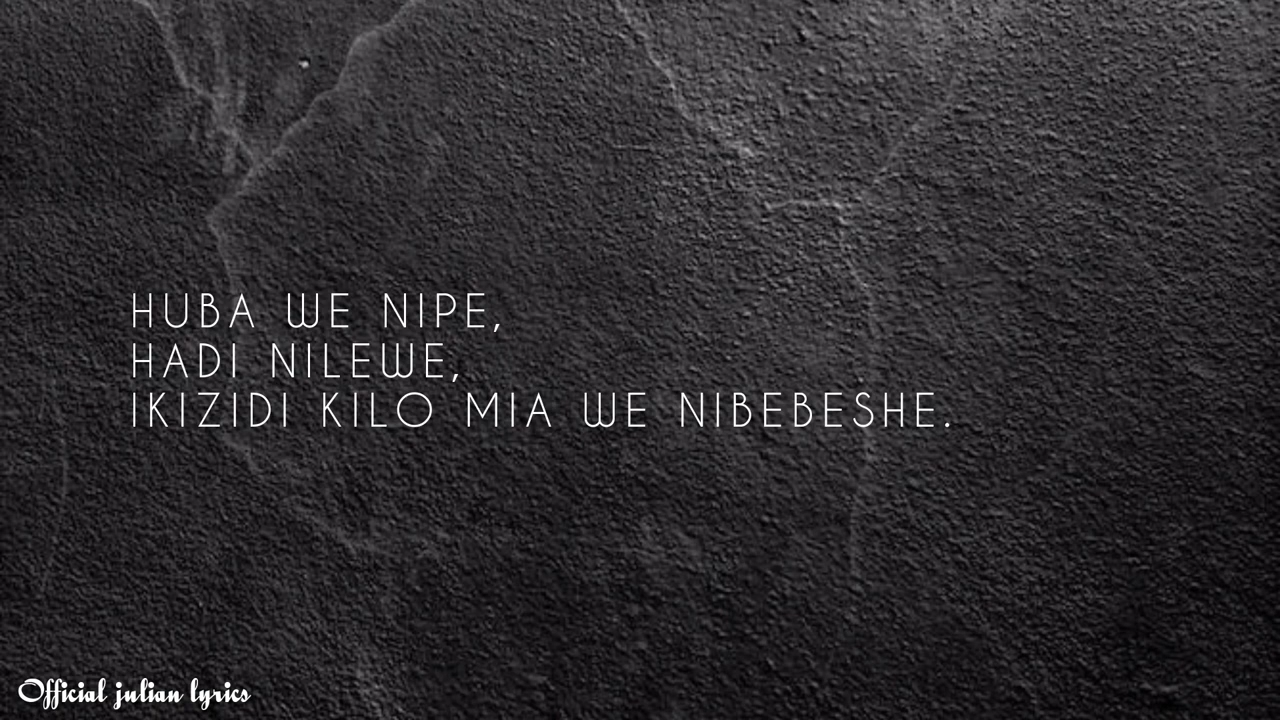 HUBA WE NIPE,
HADI NILEWE,
IKIZIDI KILO MIA WE NIBEBESHE.
Official julian lyrics